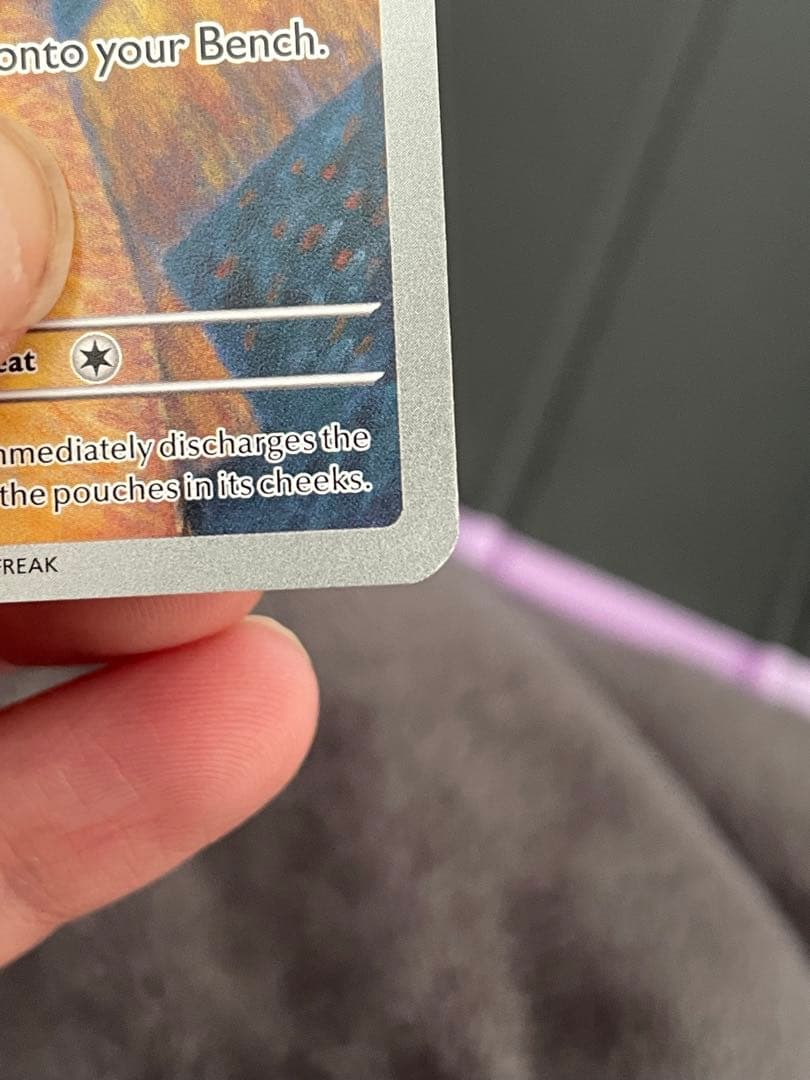 onto your Bench.
eat
mmediately discharges the
the pouches in its cheeks.
FREAK